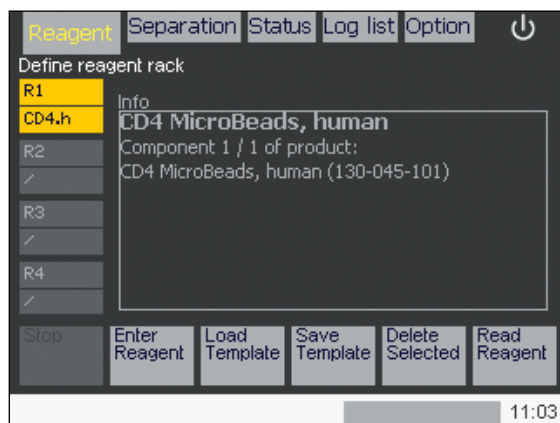 Reagent Separation Status Log list Option
Define reagent rack
R1
CD4.h
R2
/
R3
/
R4
/
Info
CD4 MicroBeads, human
Component 1 / 1 of product:
CD4 MicroBeads, human (130-045-101)
Stop
Enter
Reagent
Load
Template
Save
Template
Delete
Selected
Read
Reagent
11:03